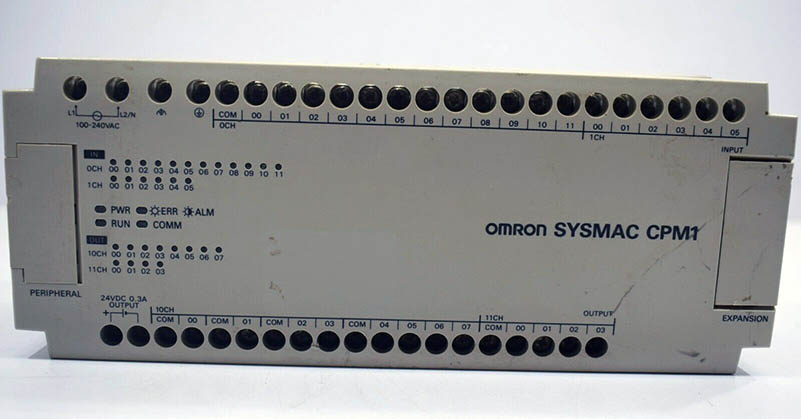 L1 L2/N
100-240VAC
COM 00 01 02 03 04 05 06 07 08 09 10 11 00 01 02 03 04 05
0CH 1CH
INPUT
IN
0CH 00 01 02 03 04 05 06 07 08 09 10 11
1CH 00 01 02 03 04 05
PWR ERR ALM
RUN COMM
OMRON SYSMAC CPM1
OUT
10CH 00 01 02 03 04 05 06 07
11CH 00 01 02 03
PERIPHERAL
EXPANSION
24VDC 0.3A
OUTPUT
+ -
10CH 11CH OUTPUT
COM 00 COM 01 COM 02 03 COM 04 05 06 07 COM 00 01 02 03